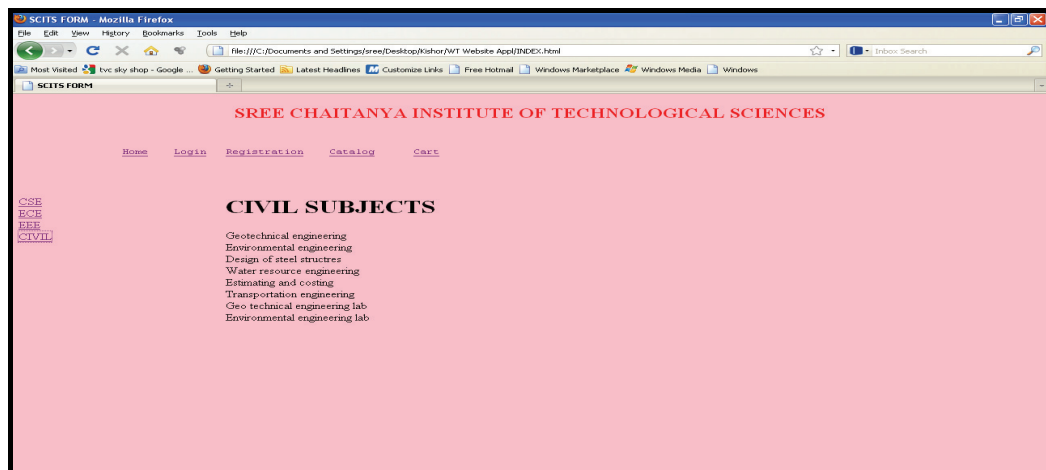 SCITS FORM - Mozilla Firefox
File Edit View History Bookmarks Tools Help
file:///C:/Documents and Settings/sree/Desktop/Kishor/WT Website Appl/INDEX.html Inbox Search
Most Visited tvc sky shop - Google ... Getting Started Latest Headlines Customize Links Free Hotmail Windows Marketplace Windows Media Windows
SCITS FORM
SREE CHAITANYA INSTITUTE OF TECHNOLOGICAL SCIENCES
Home Login Registration Catalog Cart
CSE
ECE
EEE
CIVIL
CIVIL SUBJECTS
Geotechnical engineering
Environmental engineering
Design of steel structres
Water resource engineering
Estimating and costing
Transportation engineering
Geo technical engineering lab
Environmental engineering lab